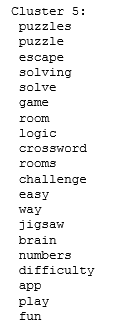 Cluster 5:
puzzles
puzzle
escape
solving
solve
game
room
logic
crossword
rooms
challenge
easy
way
jigsaw
brain
numbers
difficulty
app
play
fun